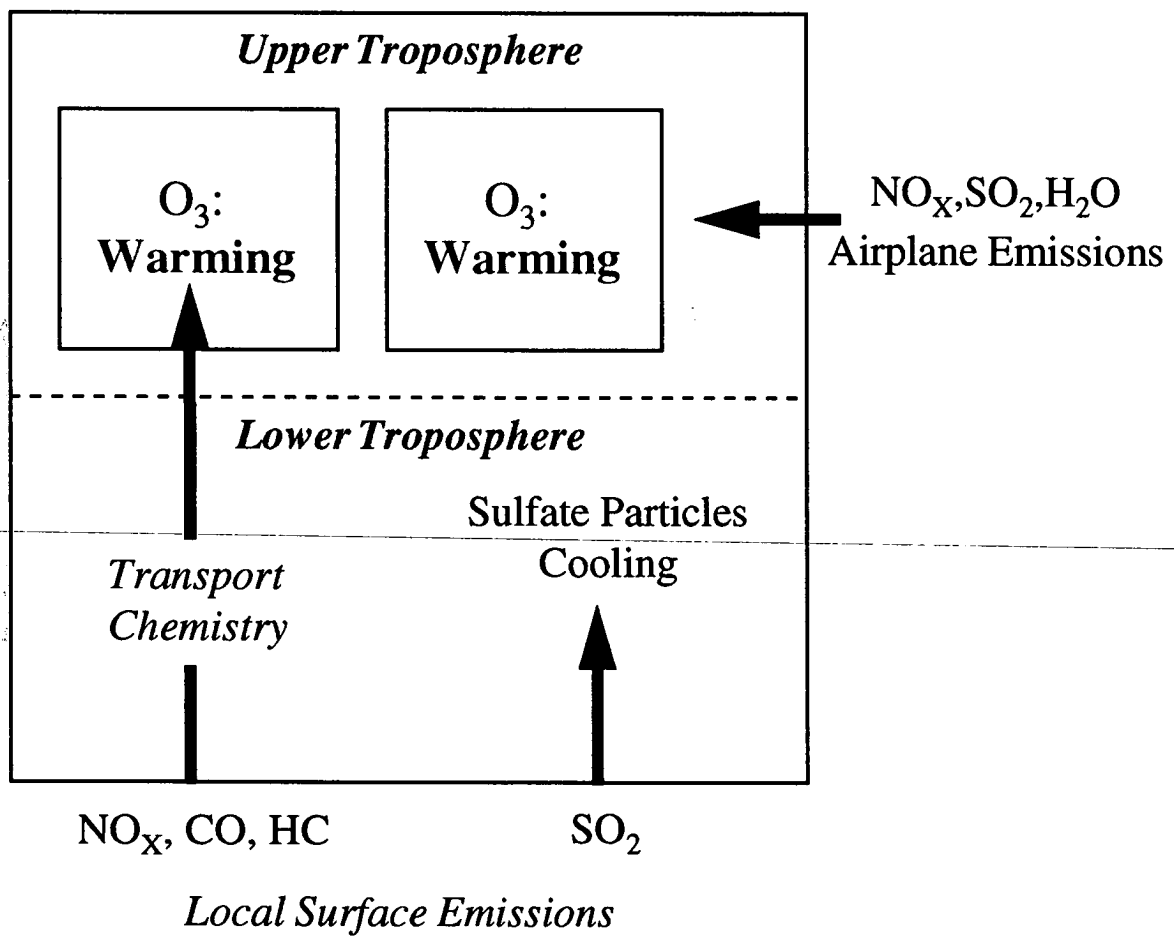 Upper Troposphere
O₃:
Warming
O₃:
Warming
NOₓ,SO₂,H₂O
Airplane Emissions
Lower Troposphere
Sulfate Particles
Cooling
Transport
Chemistry
NOₓ, CO, HC
SO₂
Local Surface Emissions